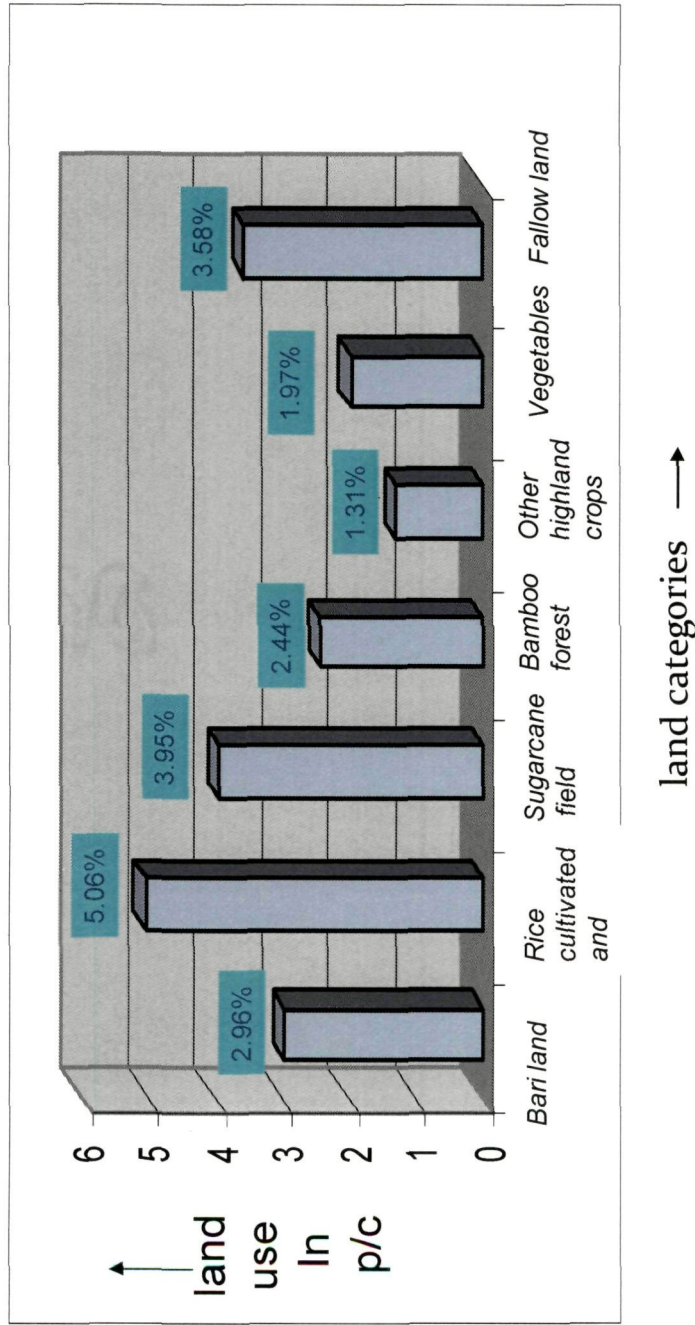 land
use
In
p/c
6
5
4
3
2
1
0
2.96%
5.06%
3.95%
2.44%
1.31%
1.97%
3.58%
Bari land
Rice
cultivated
and
Sugarcane
field
Bamboo
forest
Other
highland
crops
Vegetables
Fallow land
land categories